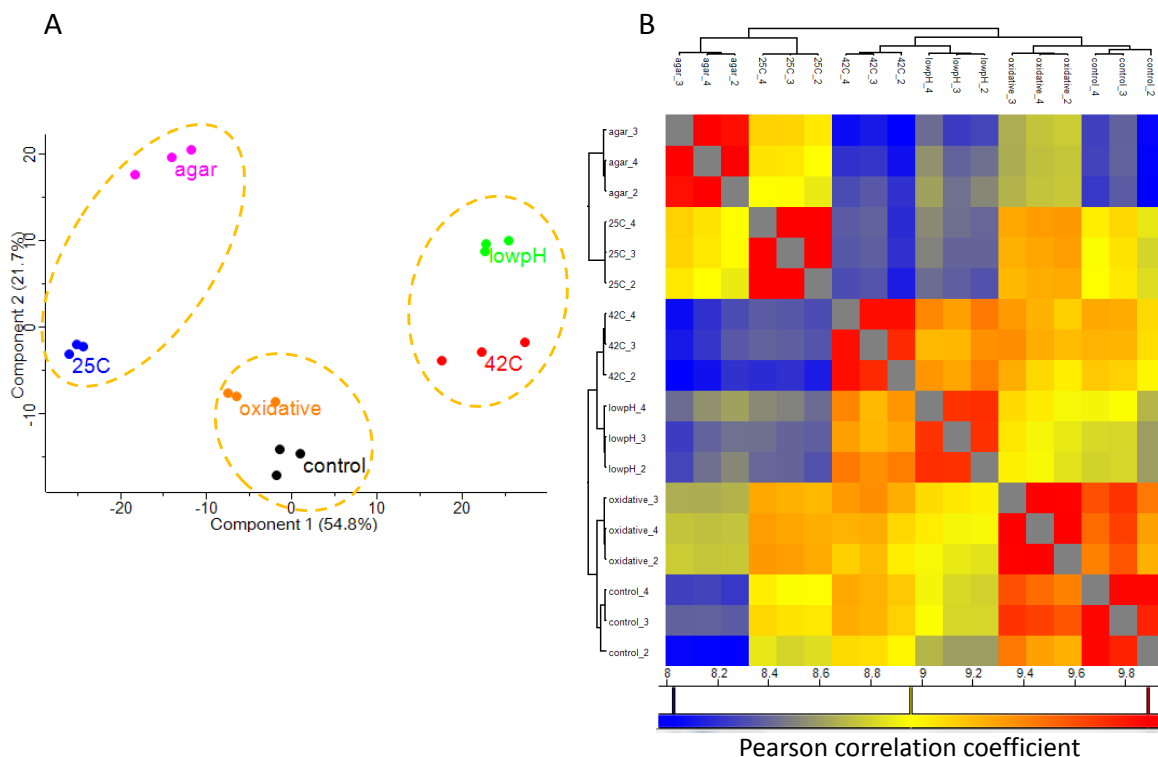 A
B
agar_3
agar_4
agar_2
25C_4
25C_3
25C_2
42C_4
42C_3
42C_2
lowpH_4
lowpH_3
lowpH_2
oxidative_3
oxidative_4
oxidative_2
control_4
control_3
control_2
Component 2 (21.7%)
20
10
0
-10
agar
lowpH
25C
42C
oxidative
control
-20
-10
0
10
20
Component 1 (54.8%)
agar_3
agar_4
agar_2
25C_4
25C_3
25C_2
42C_4
42C_3
42C_2
lowpH_4
lowpH_3
lowpH_2
oxidative_3
oxidative_4
oxidative_2
control_4
control_3
control_2
8 8.2 8.4 8.6 8.8 9 9.2 9.4 9.6 9.8
Pearson correlation coefficient